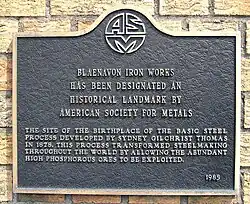 ASM
BLAENAVON IRON WORKS
HAS BEEN DESIGNATED AN
HISTORICAL LANDMARK BY
AMERICAN SOCIETY FOR METALS
THE SITE OF THE BIRTHPLACE OF THE BASIC STEEL
PROCESS DEVELOPED BY SYDNEY GILCHRIST THOMAS
IN 1878. THIS PROCESS TRANSFORMED STEELMAKING
THROUGHOUT THE WORLD BY ALLOWING THE ABUNDANT
HIGH PHOSPHOROUS ORES TO BE EXPLOITED.
1985